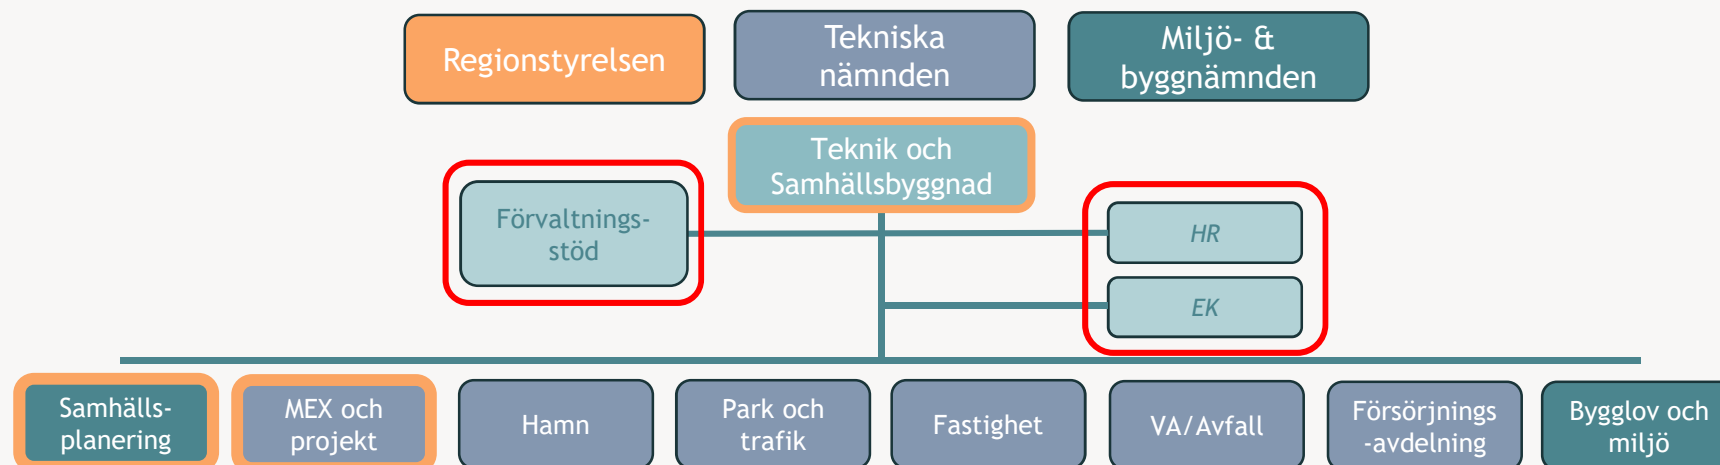 Regionstyrelsen
Tekniska
nämnden
Miljö- &
byggnämnden
Teknik och
Samhällsbyggnad
Förvaltnings-
stöd
HR
EK
Samhälls-
planering
MEX och
projekt
Hamn
Park och
trafik
Fastighet
VA/Avfall
Försörjnings
-avdelning
Bygglov och
miljö